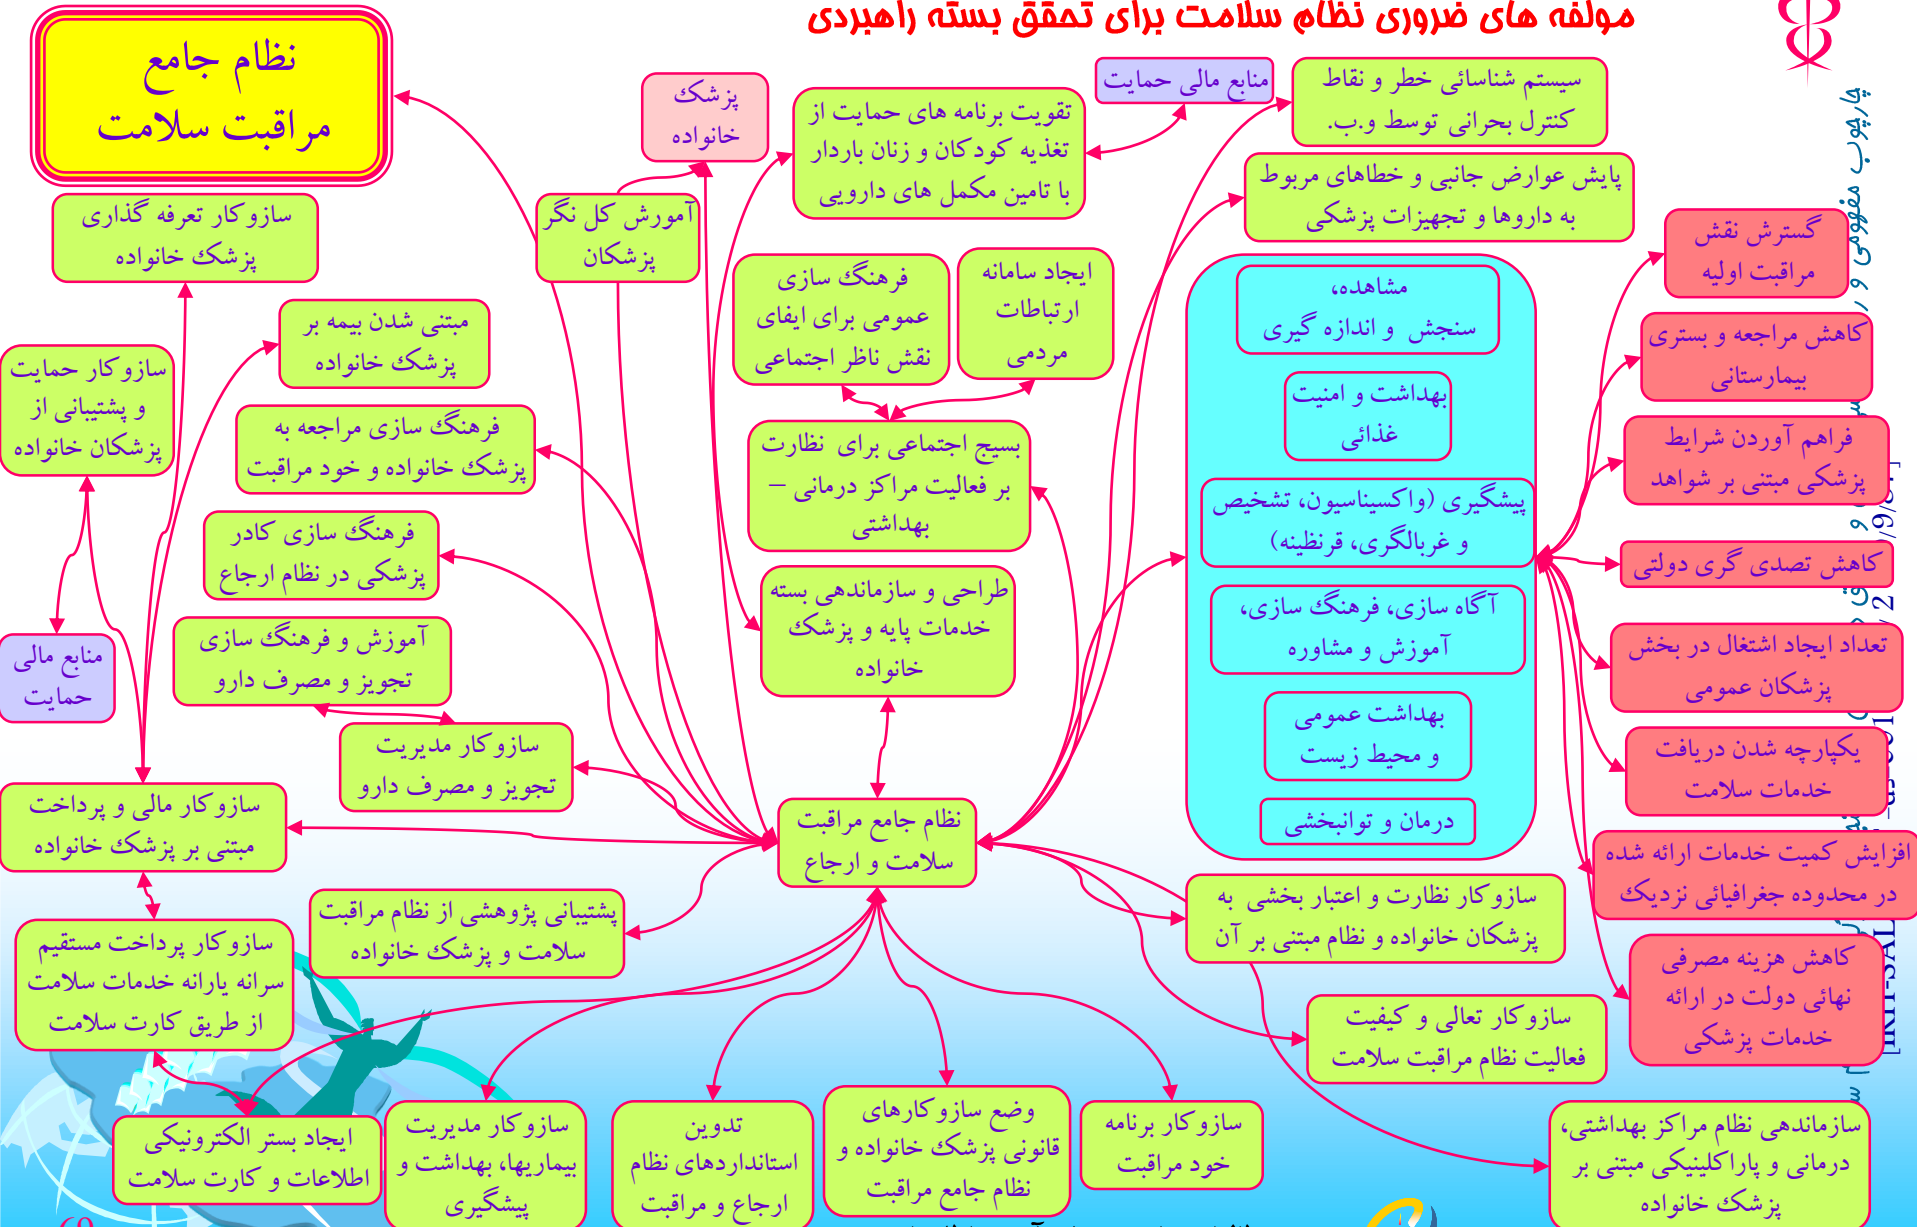 مولفه های ضروری نظام سلامت برای تحقق بسته راهبردی
نظام جامع
مراقبت سلامت
پزشک
خانواده
تقویت برنامه های حمایت از
تغذیه کودکان و زنان باردار
با تامین مکمل های دارویی
منابع مالی حمایت
سیستم شناسائی خطر و نقاط
کنترل بحرانی توسط و.ب.
پایش عوارض جانبی و خطاهای مربوط
به داروها و تجهیزات پزشکی
سازوکار تعرفه گذاری
پزشک خانواده
آمورش کل نگر
پزشکان
فرهنگ سازی
عمومی برای ایفای
نقش ناظر اجتماعی
ایجاد سامانه
ارتباطات
مردمی
مشاهده،
سنجش و اندازه گیری
بهداشت و امنیت
غذائی
پیشگیری (واکسیناسیون، تشخیص
و غربالگری، قرنظینه)
آگاه سازی، فرهنگ سازی،
آموزش و مشاوره
بهداشت عمومی
و محیط زیست
درمان و توانبخشی
گسترش نقش
مراقبت اولیه
کاهش مراجعه و بستری
بیمارستانی
فراهم آوردن شرایط
پزشکی مبتنی بر شواهد
کاهش تصدی گری دولتی
تعداد ایجاد اشتغال در بخش
پزشکان عمومی
یکپارچه شدن دریافت
خدمات سلامت
افزایش کمیت خدمات ارائه شده
در محدوده جغرافیائی نزدیک
کاهش هزینه مصرفی
نهائی دولت در ارائه
خدمات پزشکی
مبتنی شدن بیمه بر
پزشک خانواده
سازوکار حمایت
و پشتیبانی از
پزشکان خانواده
فرهنگ سازی مراجعه به
پزشک خانواده و خود مراقبت
بسیج اجتماعی برای نظارت
بر فعالیت مراکز درمانی –
بهداشتی
فرهنگ سازی کادر
پزشکی در نظام ارجاع
طراحی و سازماندهی بسته
خدمات پایه و پزشک
خانواده
آموزش و فرهنگ سازی
تجویز و مصرف دارو
منابع مالی
حمایت
سازوکار مدیریت
تجویز و مصرف دارو
سازوکار مالی و پرداخت
مبتنی بر پزشک خانواده
نظام جامع مراقبت
سلامت و ارجاع
پشتیبانی پژوهشی از نظام مراقبت
سلامت و پزشک خانواده
سازوکار نظارت و اعتبار بخشی به
پزشکان خانواده و نظام مبتنی بر آن
سازوکار پرداخت مستقیم
سرانه یارانه خدمات سلامت
از طریق کارت سلامت
سازوکار تعالی و کیفیت
فعالیت نظام مراقبت سلامت
ایجاد بستر الکترونیکی
اطلاعات و کارت سلامت
سازوکار مدیریت
بیماریها، بهداشت و
پیشگیری
تدوین
استانداردهای نظام
ارجاع و مراقبت
وضع سازوکارهای
قانونی پزشک خانواده و
نظام جامع مراقبت
سازوکار برنامه
خود مراقبت
سازماندهی نظام مراکز بهداشتی،
درمانی و پاراکلینیکی مبتنی بر
پزشک خانواده
چارچوب مفهومی و